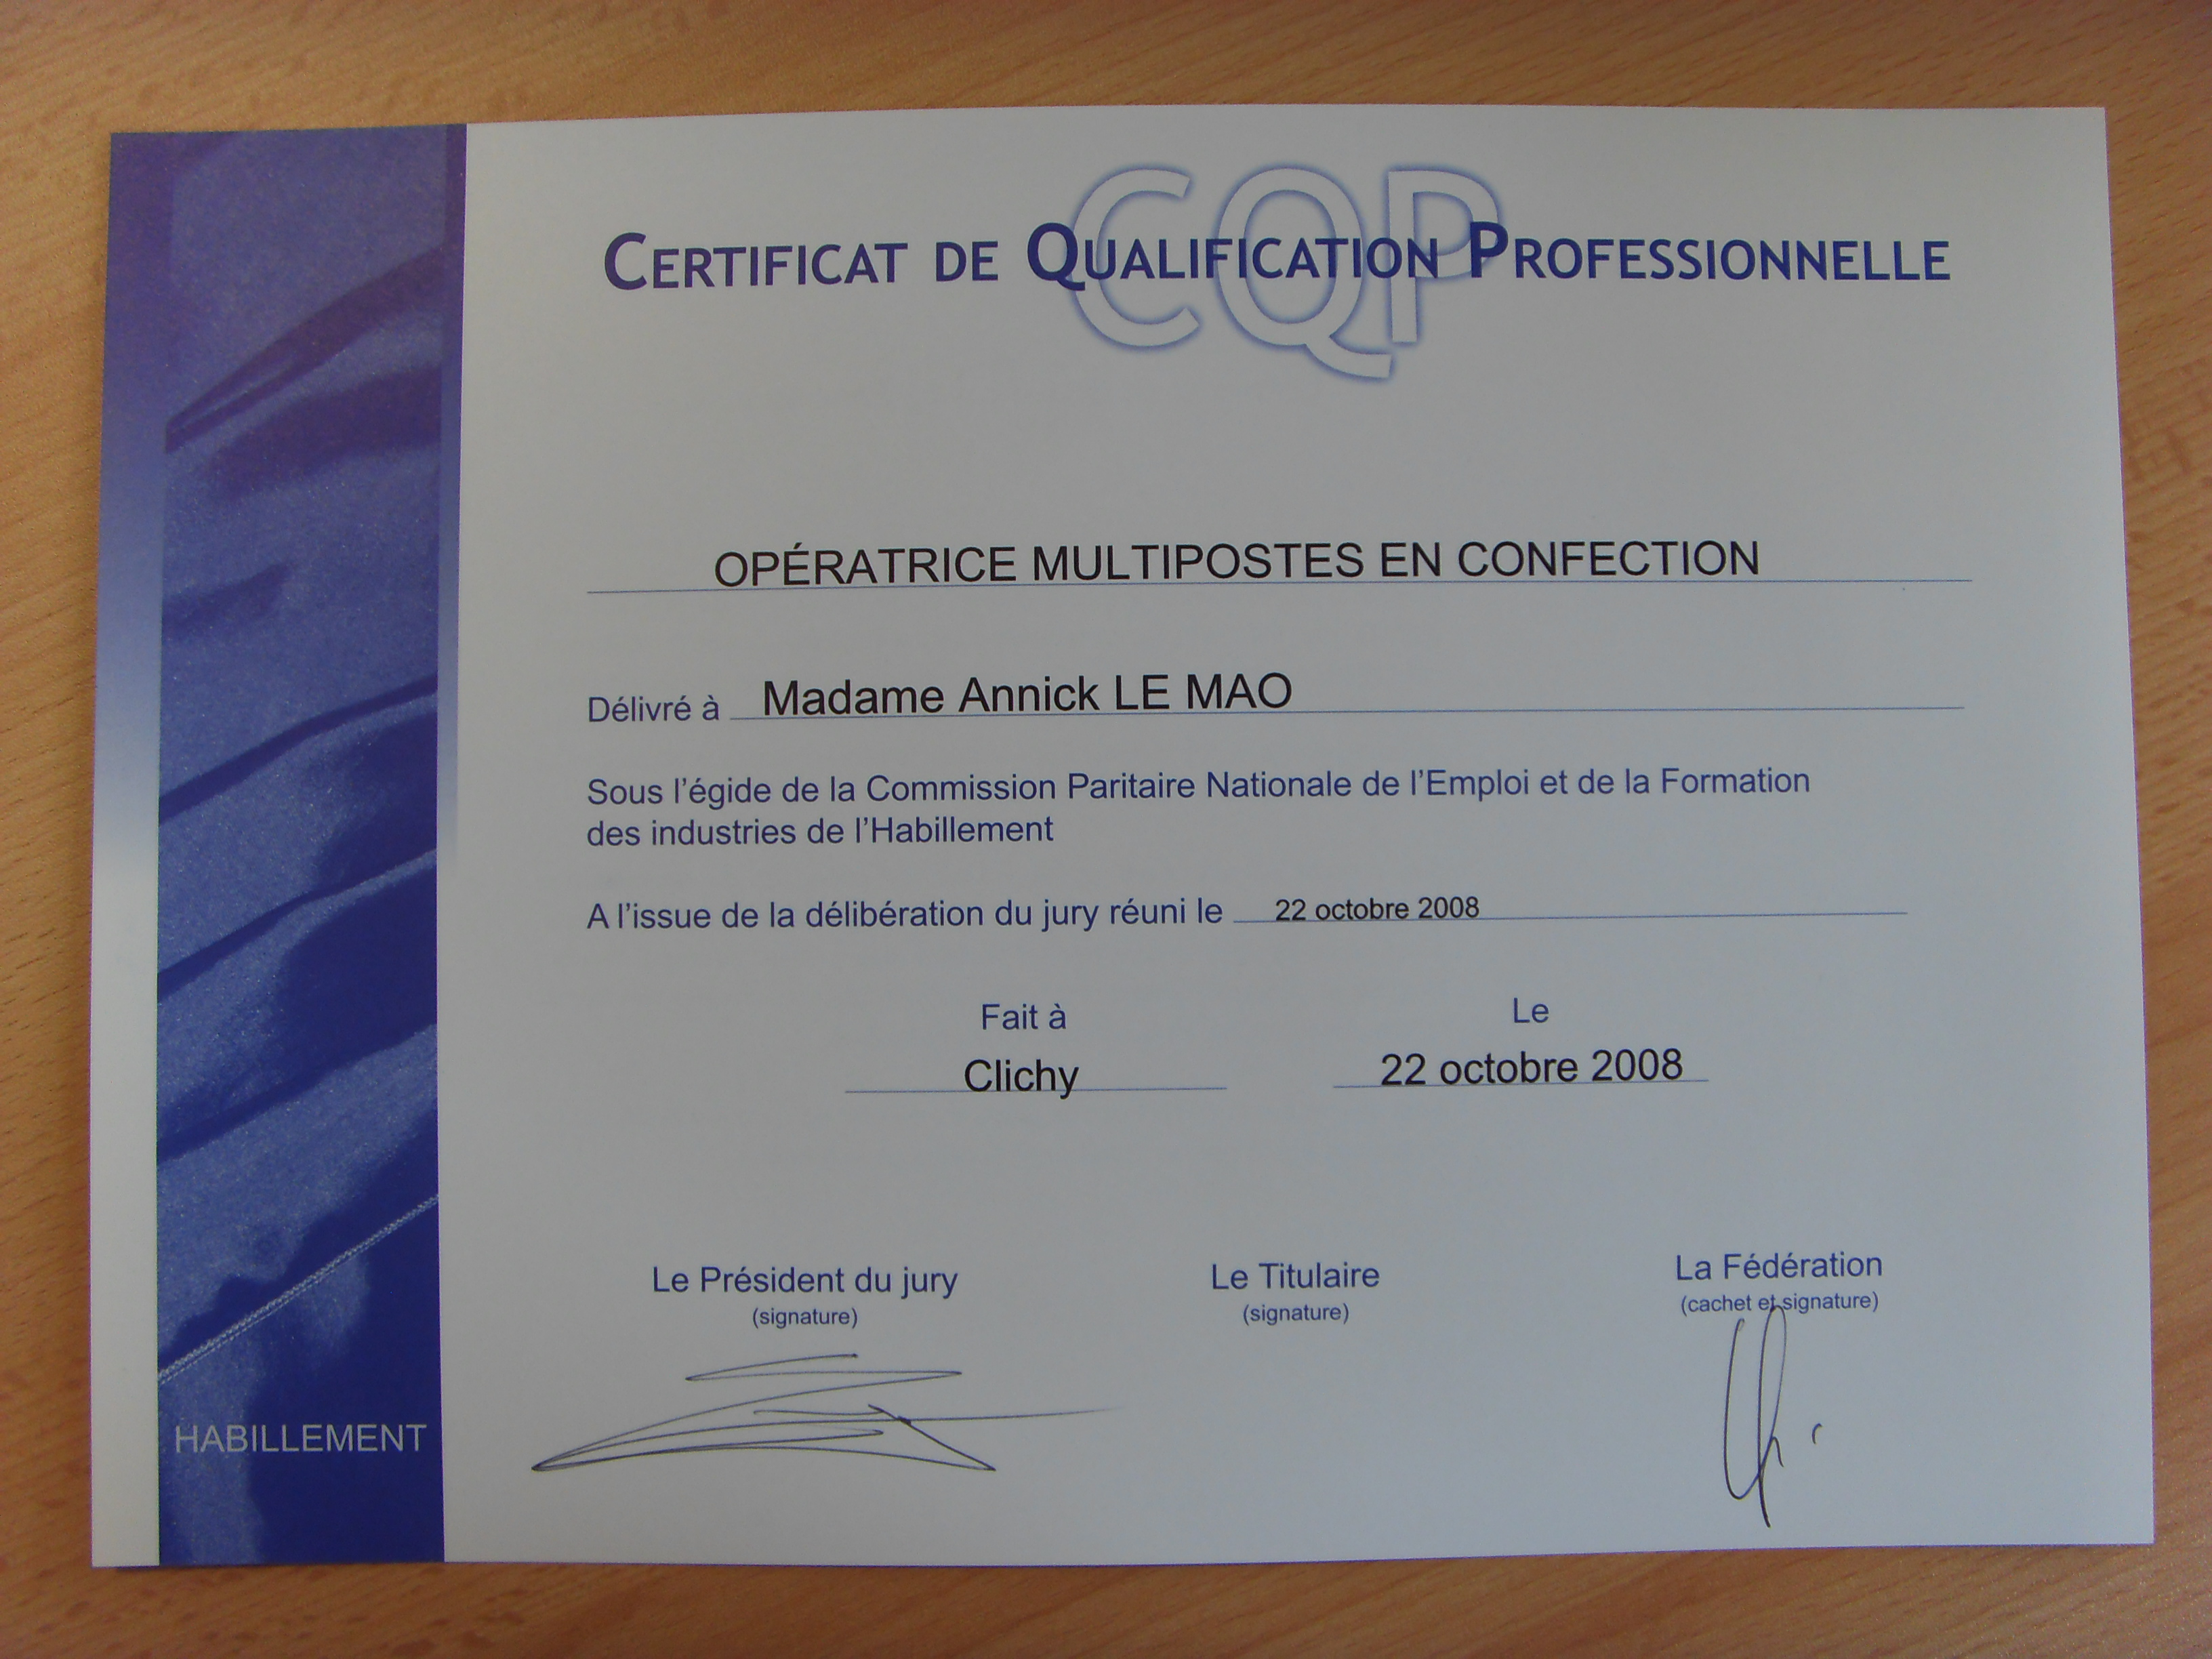 CQP
CERTIFICAT DE QUALIFICATION PROFESSIONNELLE
OPÉRATRICE MULTIPOSTES EN CONFECTION
Délivré à Madame Annick LE MAO
Sous l'égide de la Commission Paritaire Nationale de l'Emploi et de la Formation
des industries de l'Habillement
A l'issue de la délibération du jury réuni le 22 octobre 2008
Fait à Le
Clichy 22 octobre 2008
Le Président du jury Le Titulaire La Fédération
(signature) (signature) (cachet et signature)
HABILLEMENT